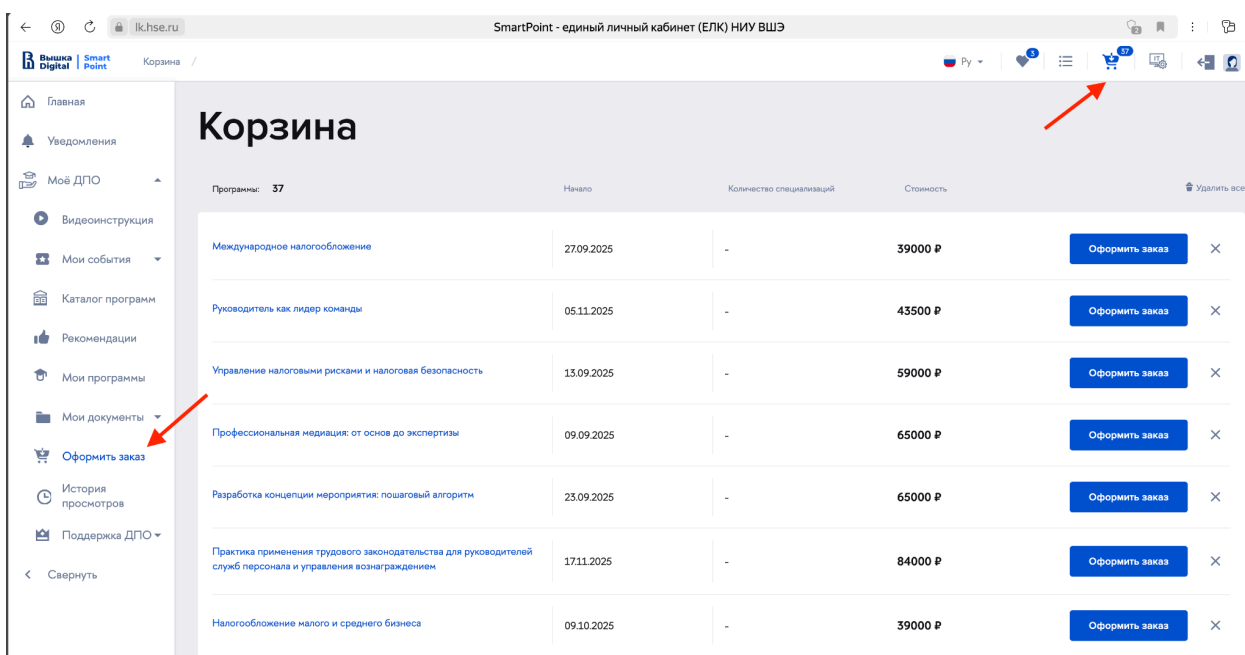 lk.hse.ru
SmartPoint - единый личный кабинет (ЕЛК) НИУ ВШЭ
2
Вышка Digital | Smart Point
Корзина /
Ру
3
37
Главная
Уведомления
Моё ДПО
Видеоинструкция
Мои события
Каталог программ
Рекомендации
Мои программы
Мои документы
Оформить заказ
История
просмотров
Поддержка ДПО
Свернуть
Корзина
Программы: 37 Начало Количество специализаций Стоимость Удалить все
Международное налогообложение 27.09.2025 - 39000 ₽ Оформить заказ
Руководитель как лидер команды 05.11.2025 - 43500 ₽ Оформить заказ
Управление налоговыми рисками и налоговая безопасность 13.09.2025 - 59000 ₽ Оформить заказ
Профессиональная медиация: от основ до экспертизы 09.09.2025 - 65000 ₽ Оформить заказ
Разработка концепции мероприятия: пошаговый алгоритм 23.09.2025 - 65000 ₽ Оформить заказ
Практика применения трудового законодательства для руководителей
служб персонала и управления вознаграждением 17.11.2025 - 84000 ₽ Оформить заказ
Налогообложение малого и среднего бизнеса 09.10.2025 - 39000 ₽ Оформить заказ